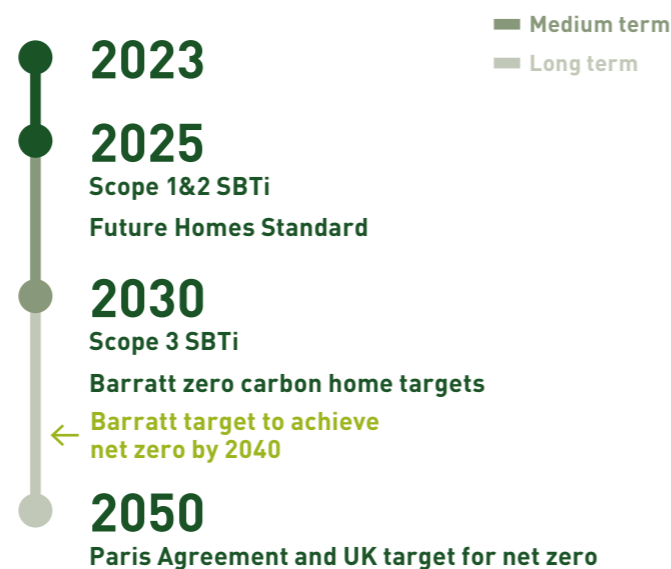 Medium term
Long term
2023
2025
Scope 1&2 SBTi
Future Homes Standard
2030
Scope 3 SBTi
Barratt zero carbon home targets
Barratt target to achieve
net zero by 2040
2050
Paris Agreement and UK target for net zero